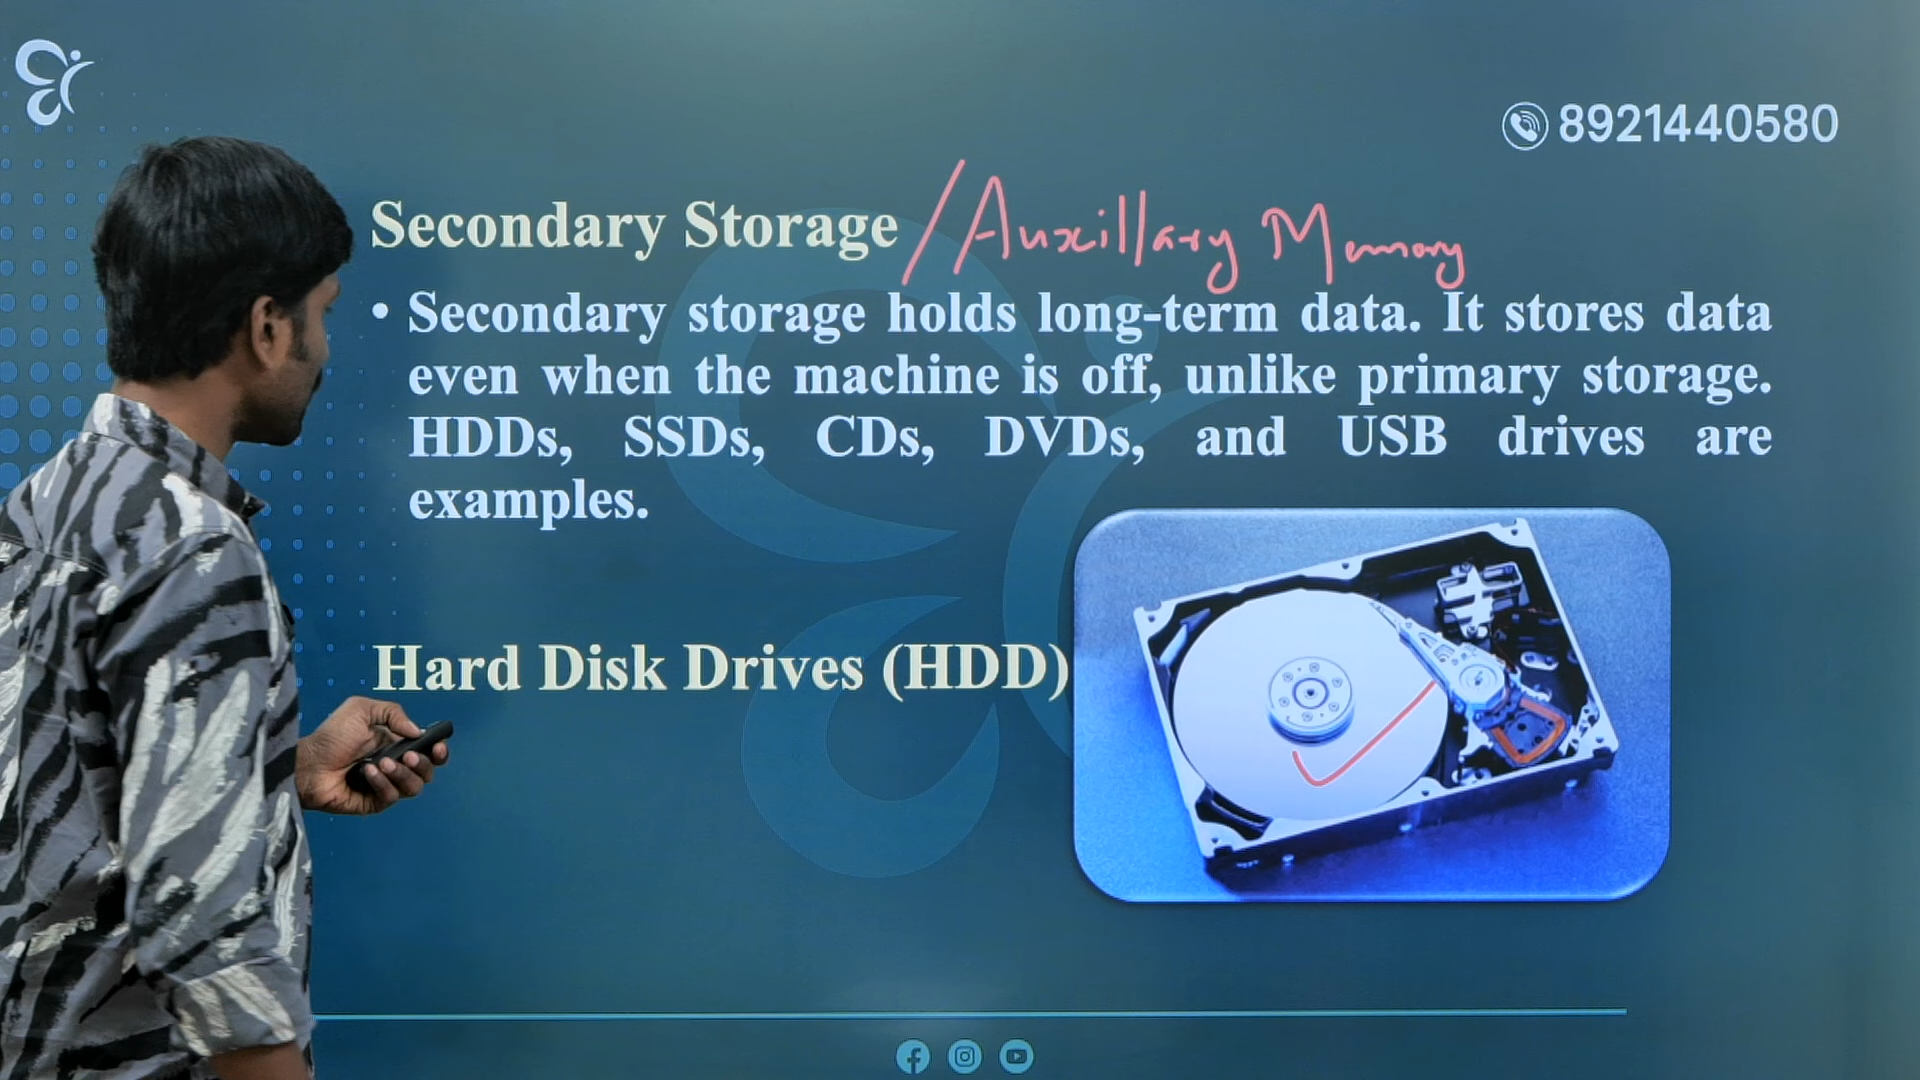 8921440580
Secondary Storage /Auxillary Memory
• Secondary storage holds long-term data. It stores data
even when the machine is off, unlike primary storage.
HDDs, SSDs, CDs, DVDs, and USB drives are
examples.
Hard Disk Drives (HDD)